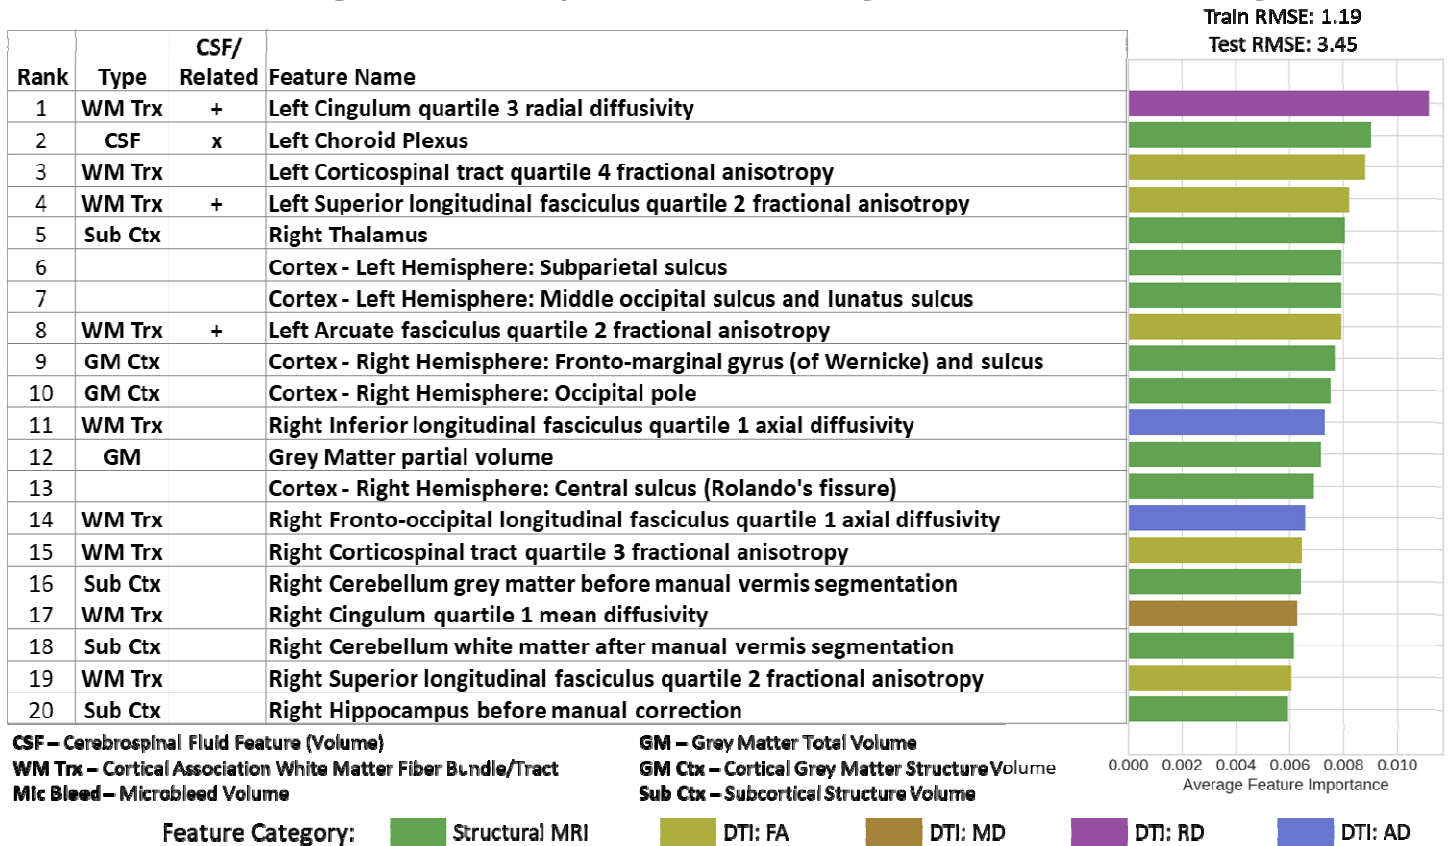 Train RMSE: 1.19
Test RMSE: 3.45
CSF/
Rank Type Related Feature Name
1 WM Trx + Left Cingulum quartile 3 radial diffusivity
2 CSF x Left Choroid Plexus
3 WM Trx Left Corticospinal tract quartile 4 fractional anisotropy
4 WM Trx + Left Superior longitudinal fasciculus quartile 2 fractional anisotropy
5 Sub Ctx Right Thalamus
6 Cortex - Left Hemisphere: Subparietal sulcus
7 Cortex - Left Hemisphere: Middle occipital sulcus and lunatus sulcus
8 WM Trx + Left Arcuate fasciculus quartile 2 fractional anisotropy
9 GM Ctx Cortex - Right Hemisphere: Fronto-marginal gyrus (of Wernicke) and sulcus
10 GM Ctx Cortex - Right Hemisphere: Occipital pole
11 WM Trx Right Inferior longitudinal fasciculus quartile 1 axial diffusivity
12 GM Grey Matter partial volume
13 Cortex - Right Hemisphere: Central sulcus (Rolando's fissure)
14 WM Trx Right Fronto-occipital longitudinal fasciculus quartile 1 axial diffusivity
15 WM Trx Right Corticospinal tract quartile 3 fractional anisotropy
16 Sub Ctx Right Cerebellum grey matter before manual vermis segmentation
17 WM Trx Right Cingulum quartile 1 mean diffusivity
18 Sub Ctx Right Cerebellum white matter after manual vermis segmentation
19 WM Trx Right Superior longitudinal fasciculus quartile 2 fractional anisotropy
20 Sub Ctx Right Hippocampus before manual correction
CSF – Cerebrospinal Fluid Feature (Volume) GM – Grey Matter Total Volume
WM Trx – Cortical Association White Matter Fiber Bundle/Tract GM Ctx – Cortical Grey Matter Structure Volume
Mic Bleed – Microbleed Volume Sub Ctx – Subcortical Structure Volume
0.000 0.002 0.004 0.006 0.008 0.010
Average Feature Importance
Feature Category: Structural MRI DTI: FA DTI: MD DTI: RD DTI: AD